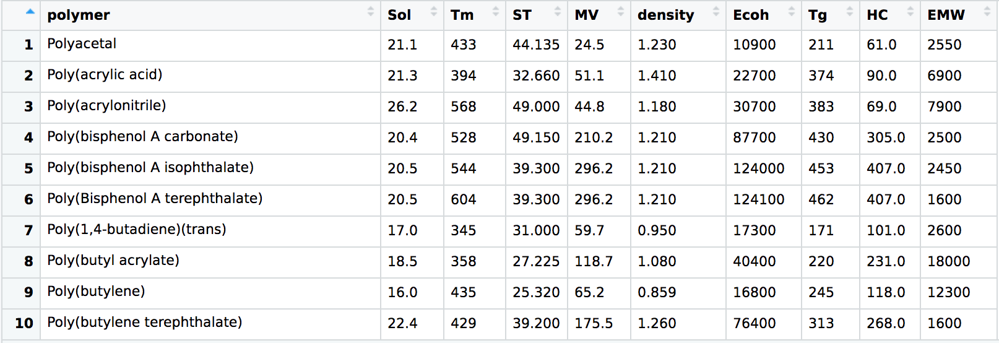 polymer Sol Tm ST MV density Ecoh Tg HC EMW
1 Polyacetal 21.1 433 44.135 24.5 1.230 10900 211 61.0 2550
2 Poly(acrylic acid) 21.3 394 32.660 51.1 1.410 22700 374 90.0 6900
3 Poly(acrylonitrile) 26.2 568 49.000 44.8 1.180 30700 383 69.0 7900
4 Poly(bisphenol A carbonate) 20.4 528 49.150 210.2 1.210 87700 430 305.0 2500
5 Poly(bisphenol A isophthalate) 20.5 544 39.300 296.2 1.210 124000 453 407.0 2450
6 Poly(Bisphenol A terephthalate) 20.5 604 39.300 296.2 1.210 124100 462 407.0 1600
7 Poly(1,4-butadiene)(trans) 17.0 345 31.000 59.7 0.950 17300 171 101.0 2600
8 Poly(butyl acrylate) 18.5 358 27.225 118.7 1.080 40400 220 231.0 18000
9 Poly(butylene) 16.0 435 25.320 65.2 0.859 16800 245 118.0 12300
10 Poly(butylene terephthalate) 22.4 429 39.200 175.5 1.260 76400 313 268.0 1600